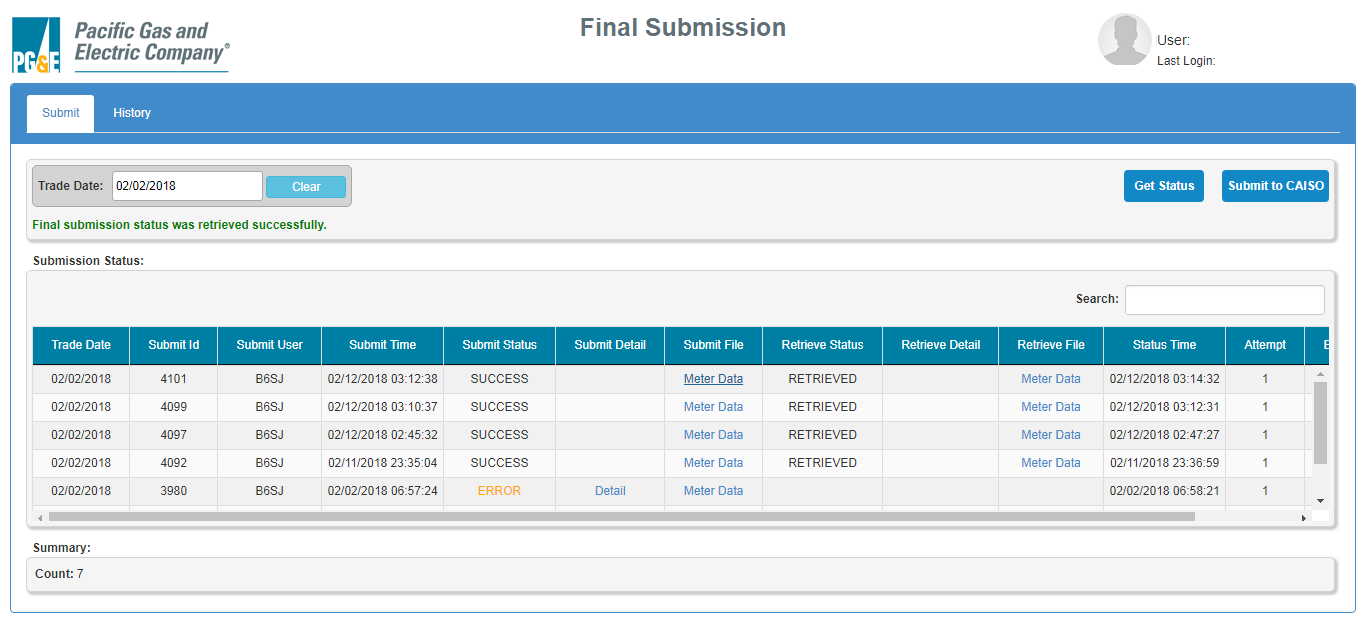 Pacific Gas and
Electric Company®
PG&E
Final Submission
User:
Last Login:
Submit History
Trade Date: 02/02/2018 Clear Get Status Submit to CAISO
Final submission status was retrieved successfully.
Submission Status:
Search:
Trade Date Submit Id Submit User Submit Time Submit Status Submit Detail Submit File Retrieve Status Retrieve Detail Retrieve File Status Time Attempt
02/02/2018 4101 B6SJ 02/12/2018 03:12:38 SUCCESS Meter Data RETRIEVED Meter Data 02/12/2018 03:14:32 1
02/02/2018 4099 B6SJ 02/12/2018 03:10:37 SUCCESS Meter Data RETRIEVED Meter Data 02/12/2018 03:12:31 1
02/02/2018 4097 B6SJ 02/12/2018 02:45:32 SUCCESS Meter Data RETRIEVED Meter Data 02/12/2018 02:47:27 1
02/02/2018 4092 B6SJ 02/11/2018 23:35:04 SUCCESS Meter Data RETRIEVED Meter Data 02/11/2018 23:36:59 1
02/02/2018 3980 B6SJ 02/02/2018 06:57:24 ERROR Detail Meter Data 02/02/2018 06:58:21 1
Summary:
Count: 7